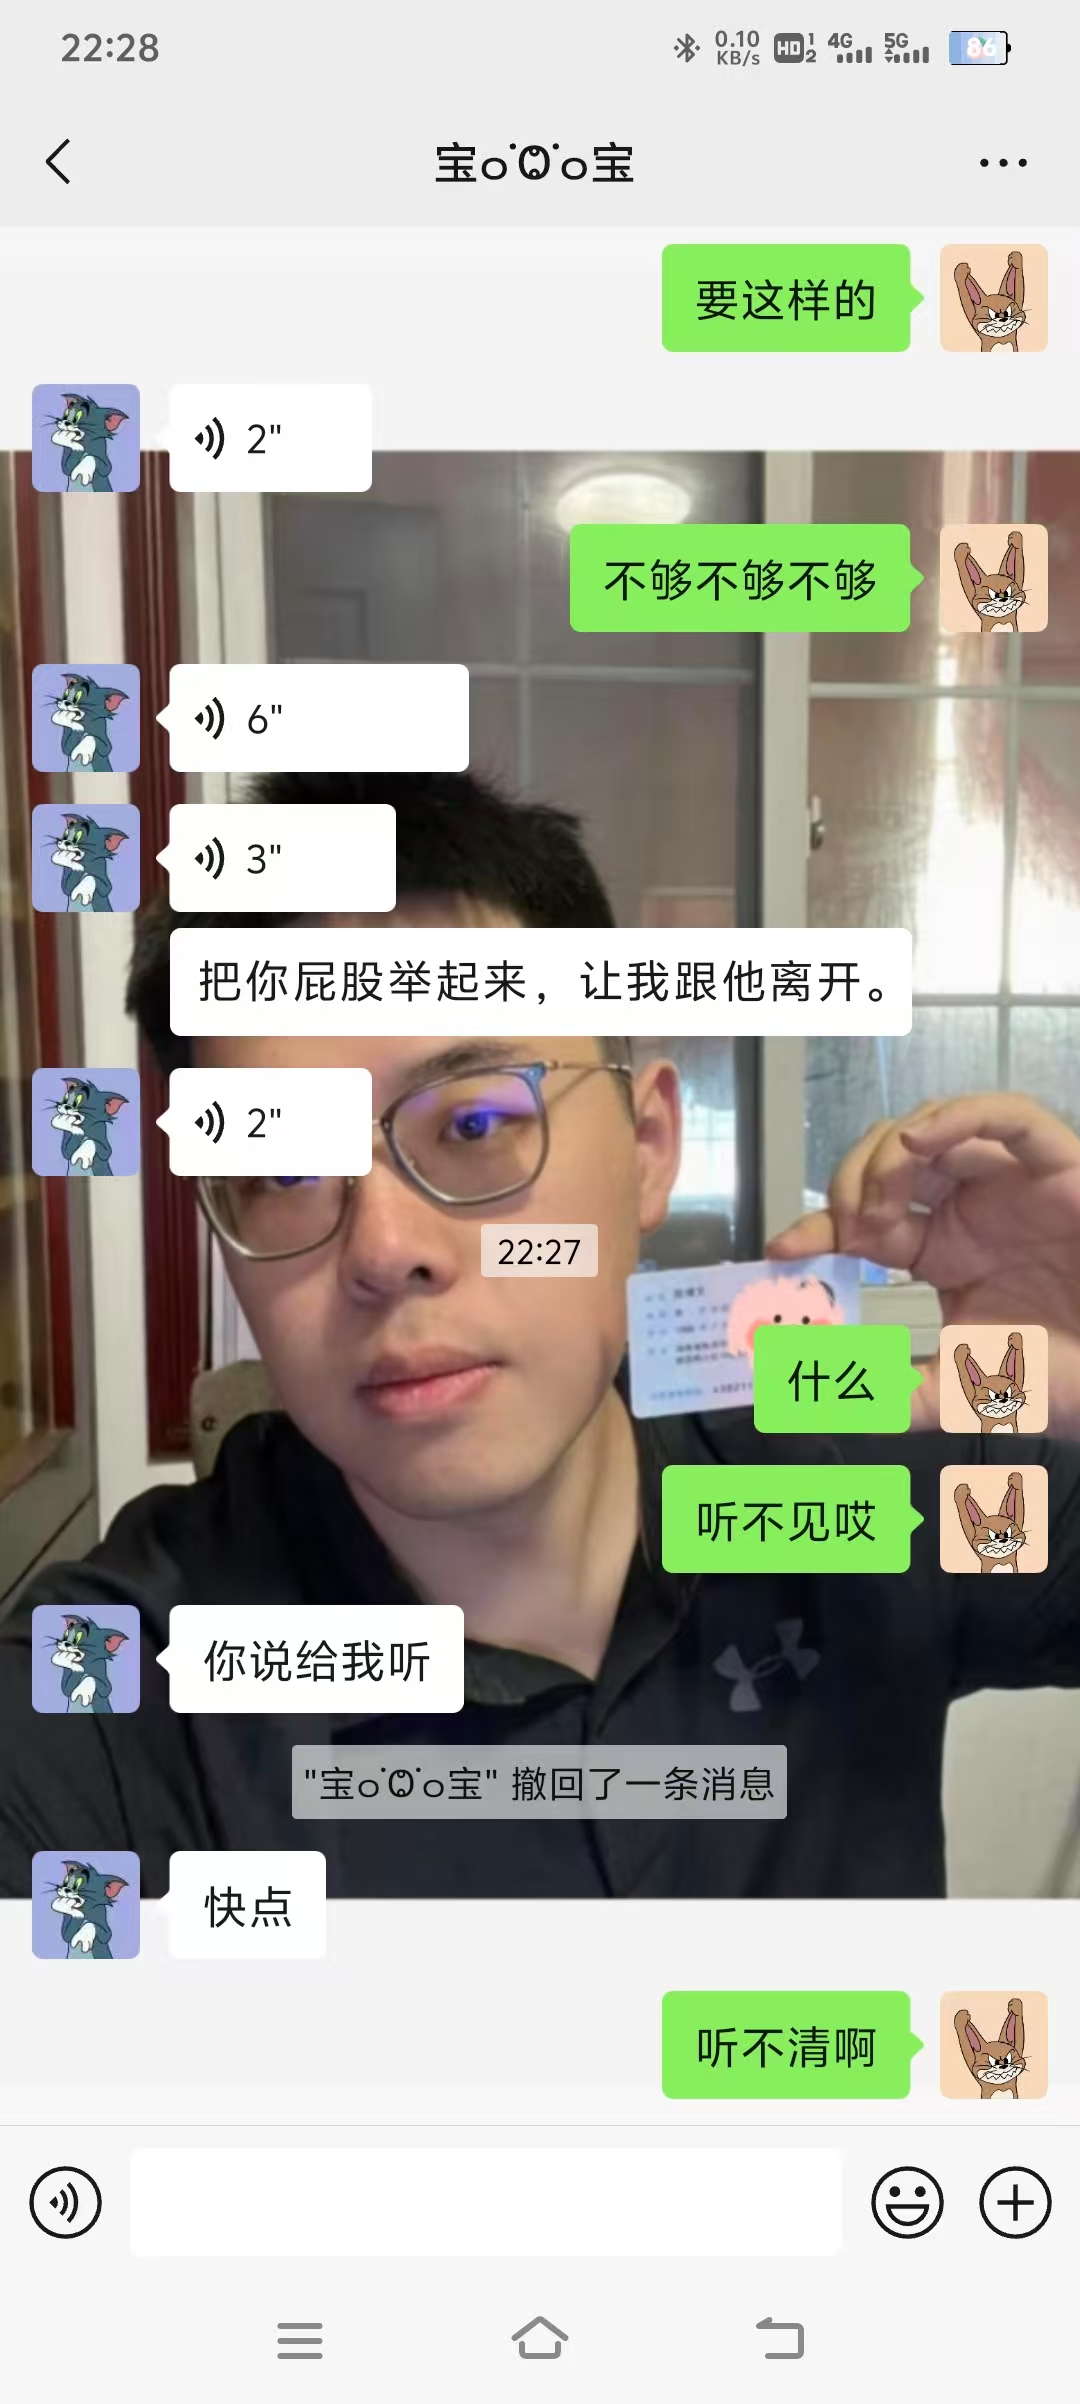 22:28
0.10 KB/s HD 1 2 4G 5G 86
宝o˙Ⱉ˙o宝
要这样的
2"
不够不够不够
6"
3"
把你屁股举起来，让我跟他离开。
2"
22:27
什么
听不见哎
你说给我听
"宝o˙Ⱉ˙o宝" 撤回了一条消息
快点
听不清啊